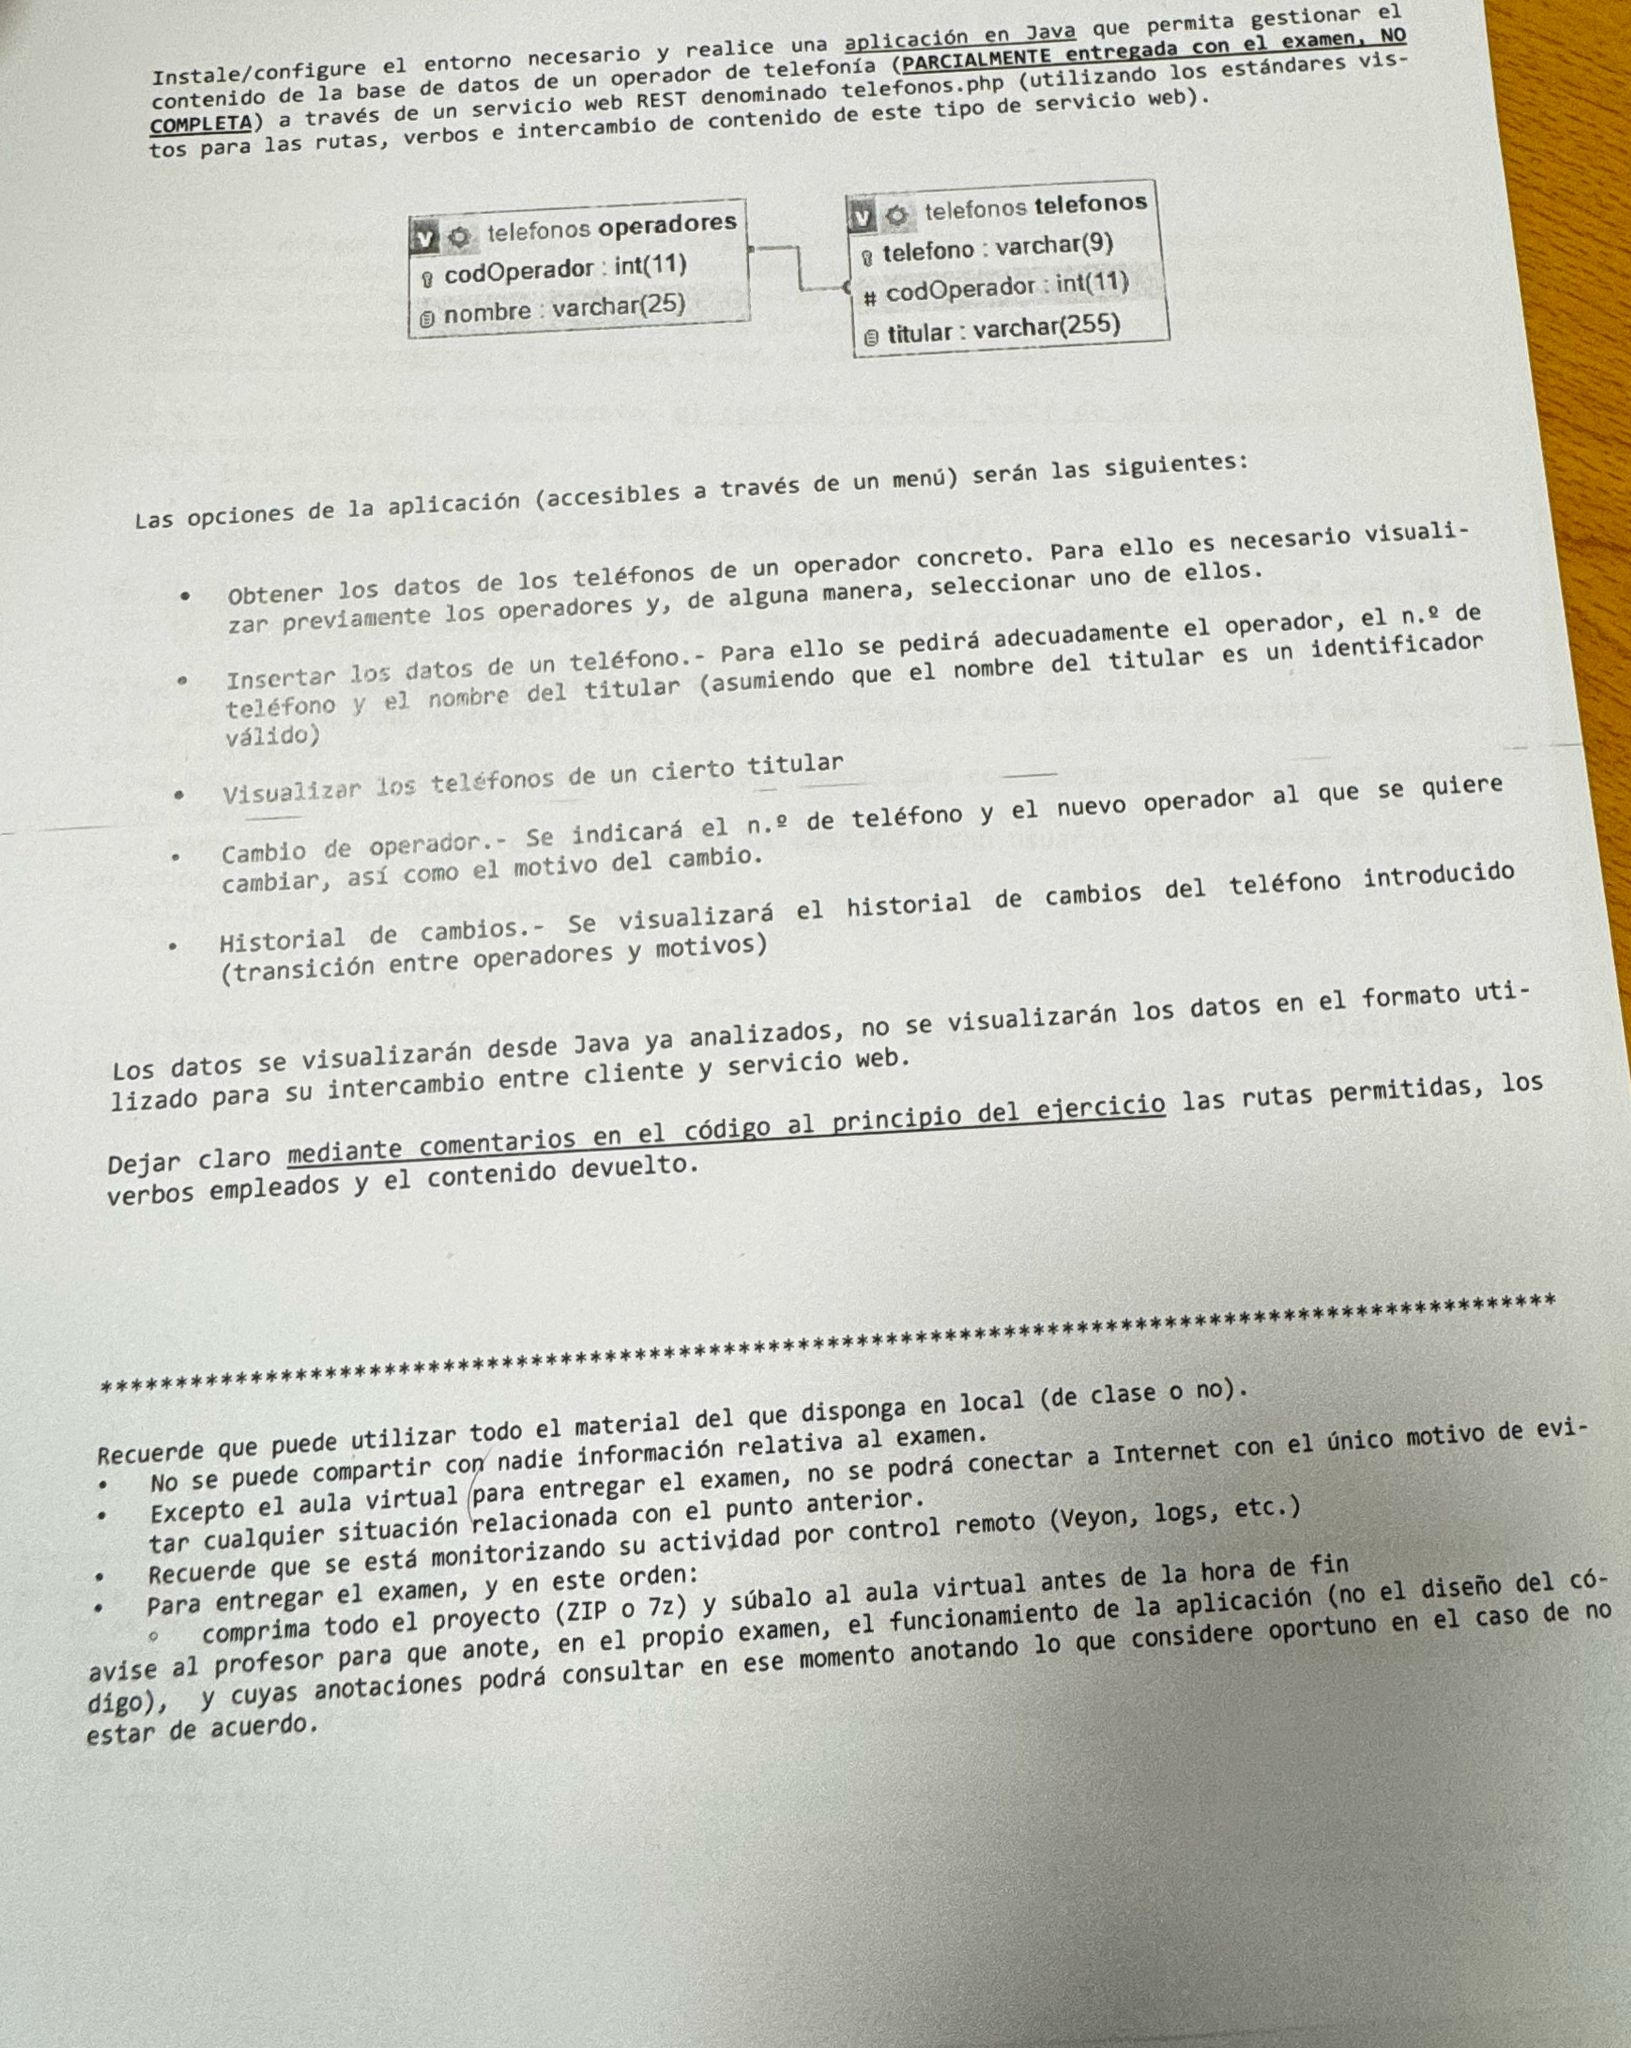 Instale/configure el entorno necesario y realice una aplicación en Java que permita gestionar el
contenido de la base de datos de un operador de telefonía (PARCIALMENTE entregada con el examen, NO
COMPLETA) a través de un servicio web REST denominado telefonos.php (utilizando los estándares vis-
tos para las rutas, verbos e intercambio de contenido de este tipo de servicio web).
telefonos operadores
codOperador : int(11)
nombre : varchar(25)
telefonos telefonos
telefono : varchar(9)
# codOperador : int(11)
titular : varchar(255)
Las opciones de la aplicación (accesibles a través de un menú) serán las siguientes:
• Obtener los datos de los teléfonos de un operador concreto. Para ello es necesario visuali-
zar previamente los operadores y, de alguna manera, seleccionar uno de ellos.
• Insertar los datos de un teléfono.- Para ello se pedirá adecuadamente el operador, el n.º de
teléfono y el nombre del titular (asumiendo que el nombre del titular es un identificador
válido)
• Visualizar los teléfonos de un cierto titular
• Cambio de operador.- Se indicará el n.º de teléfono y el nuevo operador al que se quiere
cambiar, así como el motivo del cambio.
• Historial de cambios.- Se visualizará el historial de cambios del teléfono introducido
(transición entre operadores y motivos)
Los datos se visualizarán desde Java ya analizados, no se visualizarán los datos en el formato uti-
lizado para su intercambio entre cliente y servicio web.
Dejar claro mediante comentarios en el código al principio del ejercicio las rutas permitidas, los
verbos empleados y el contenido devuelto.
****************************************************************************************************
Recuerde que puede utilizar todo el material del que disponga en local (de clase o no).
• No se puede compartir con nadie información relativa al examen.
• Excepto el aula virtual para entregar el examen, no se podrá conectar a Internet con el único motivo de evi-
tar cualquier situación relacionada con el punto anterior.
• Recuerde que se está monitorizando su actividad por control remoto (Veyon, logs, etc.)
• Para entregar el examen, y en este orden:
◦ comprima todo el proyecto (ZIP o 7z) y súbalo al aula virtual antes de la hora de fin
avise al profesor para que anote, en el propio examen, el funcionamiento de la aplicación (no el diseño del có-
digo), y cuyas anotaciones podrá consultar en ese momento anotando lo que considere oportuno en el caso de no
estar de acuerdo.